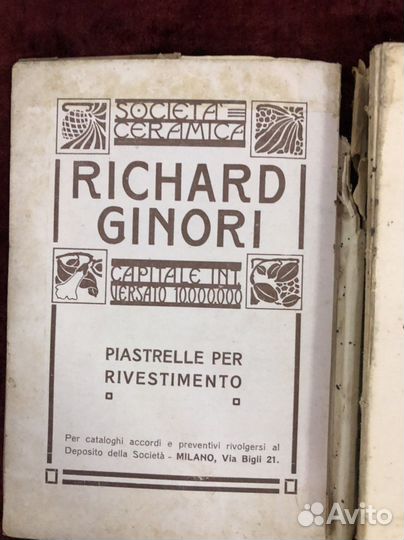 SOCIETA
CERAMICA
RICHARD
GINORI
CAPITALE INT.
VERSATO 10.000.000
PIASTRELLE PER
RIVESTIMENTO
Per cataloghi accordi e preventivi rivolgersi al
Deposito della Società - MILANO, Via Bigli 21.
Avito